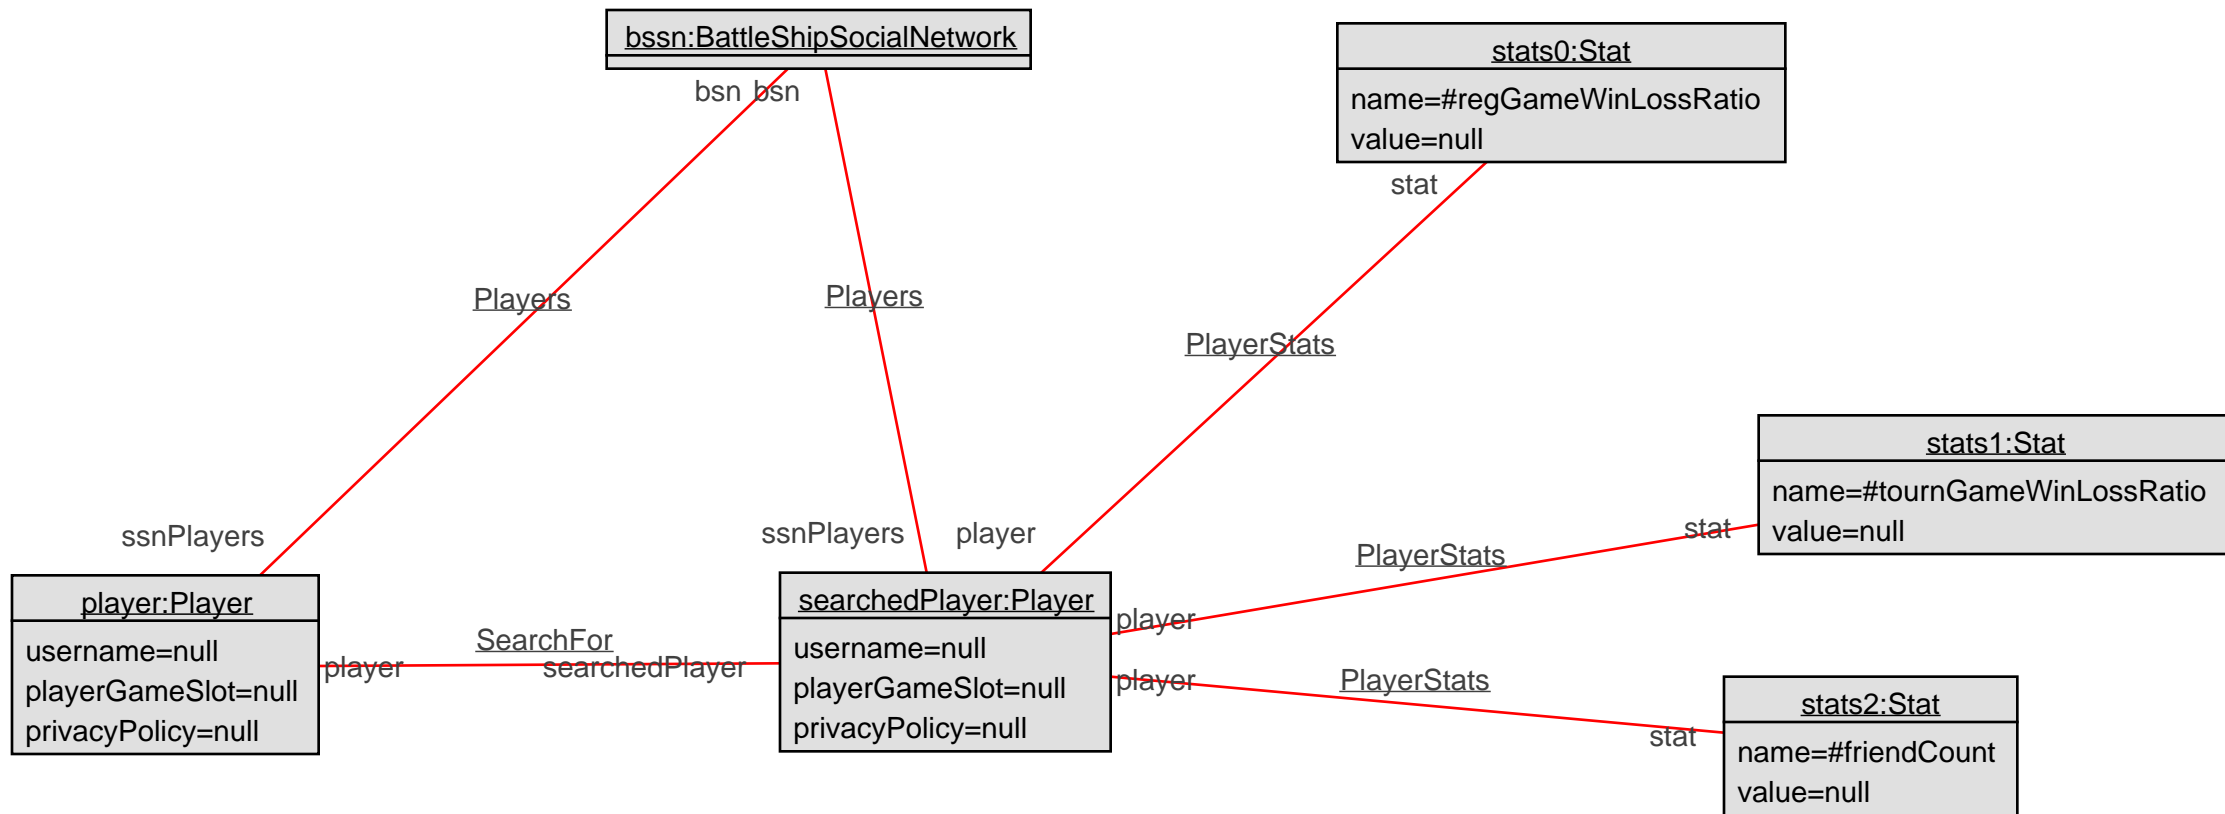 bssn:BattleShipSocialNetwork
bsn bsn
stats0:Stat
name=#regGameWinLossRatio
value=null
stat
Players
Players
PlayerStats
stats1:Stat
name=#tournGameWinLossRatio
value=null
stat
PlayerStats
ssnPlayers
ssnPlayers
player
player:Player
username=null
playerGameSlot=null
privacyPolicy=null
player
SearchFor
searchedPlayer
searchedPlayer:Player
username=null
playerGameSlot=null
privacyPolicy=null
player
player
PlayerStats
stat
stats2:Stat
name=#friendCount
value=null